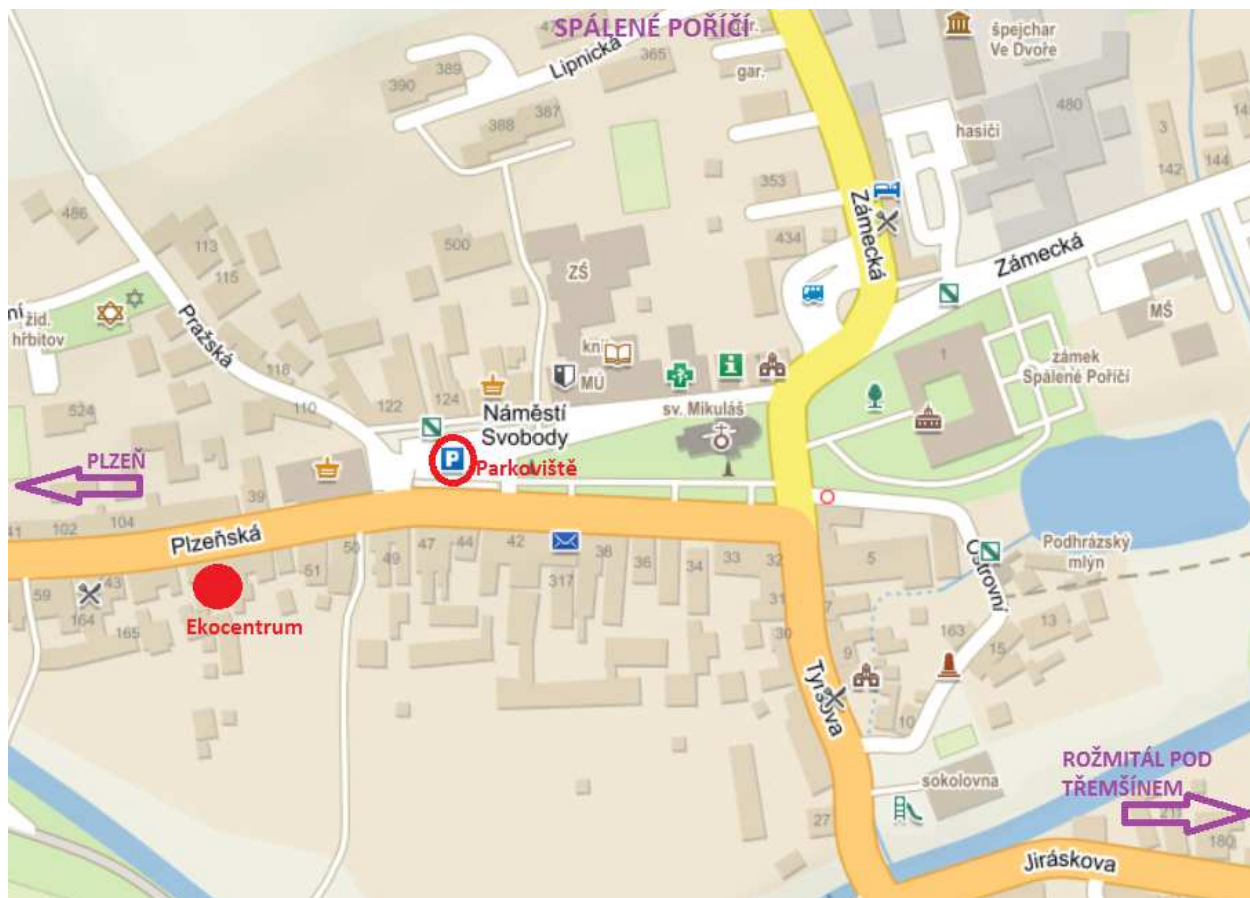 SPÁLENÉ POŘÍČÍ
gar.
špejchar
Ve Dvoře
Lipnická
365
gar.
389
390
387
388
480
hasiči
3
142
144
353
486
113
115
500
434
Zámecká
Zámecká
ZŠ
MŠ
žid.
hřbitov
Pražská
118
110
122
124
MÚ
Náměstí
Svobody
sv. Mikuláš
1
zámek
Spálené Poříčí
524
PLZEŇ
P
Parkoviště
39
41
102
104
Plzeňská
50
49
47
44
42
38
36
34
33
32
317
51
5
Ostrovní
Podhrázský
mlýn
59
43
164
165
Ekocentrum
31
7
30
9
163
13
15
10
Tyršova
ROŽMITÁL POD
TŘEMŠÍNEM
sokolovna
27
180
Jiráskova